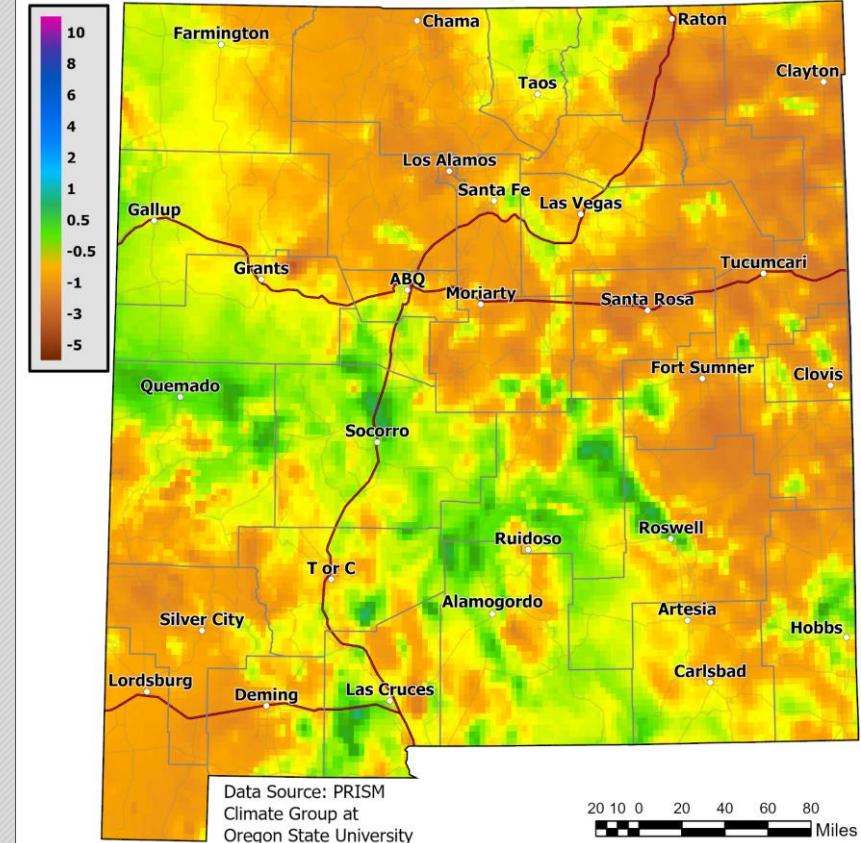 10
8
6
4
2
1
0.5
-0.5
-1
-3
-5
Farmington
Chama
Raton
Taos
Clayton
Los Alamos
Santa Fe
Las Vegas
Gallup
Grants
ABQ
Moriarty
Santa Rosa
Tucumcari
Quemado
Fort Sumner
Clovis
Socorro
Roswell
Ruidoso
T or C
Alamogordo
Artesia
Silver City
Hobbs
Lordsburg
Deming
Las Cruces
Carlsbad
Data Source: PRISM
Climate Group at
Oregon State University
20 10 0 20 40 60 80
Miles